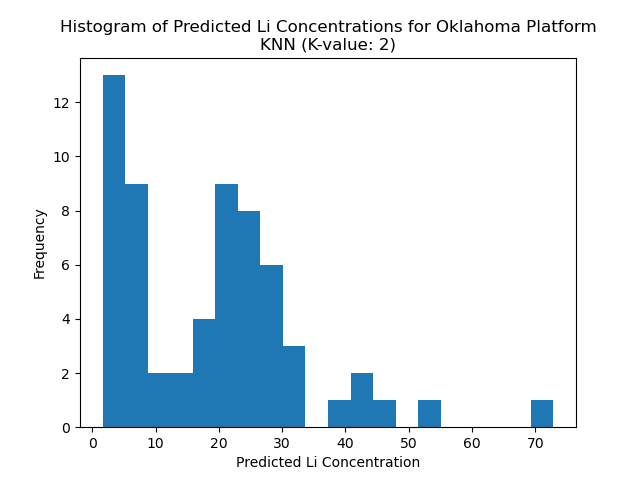 Histogram of Predicted Li Concentrations for Oklahoma Platform
KNN (K-value: 2)
12
10
8
6
4
2
0
Frequency
0 10 20 30 40 50 60 70
Predicted Li Concentration